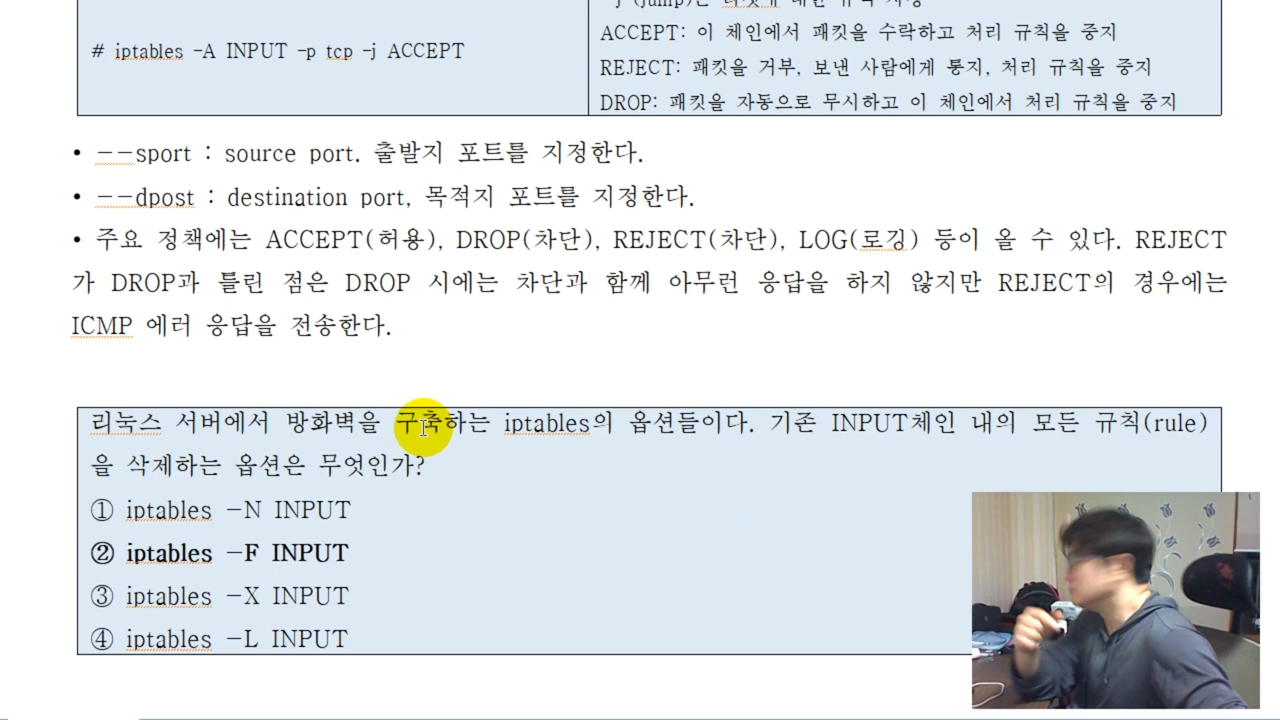 -j (jump)는 타겟에 대한 규칙 지정
# iptables -A INPUT -p tcp -j ACCEPT
ACCEPT: 이 체인에서 패킷을 수락하고 처리 규칙을 중지
REJECT: 패킷을 거부, 보낸 사람에게 통지, 처리 규칙을 중지
DROP: 패킷을 자동으로 무시하고 이 체인에서 처리 규칙을 중지
• --sport : source port. 출발지 포트를 지정한다.
• --dpost : destination port, 목적지 포트를 지정한다.
• 주요 정책에는 ACCEPT(허용), DROP(차단), REJECT(차단), LOG(로깅) 등이 올 수 있다. REJECT
가 DROP과 틀린 점은 DROP 시에는 차단과 함께 아무런 응답을 하지 않지만 REJECT의 경우에는
ICMP 에러 응답을 전송한다.
리눅스 서버에서 방화벽을 구축하는 iptables의 옵션들이다. 기존 INPUT체인 내의 모든 규칙(rule)
을 삭제하는 옵션은 무엇인가?
① iptables -N INPUT
② iptables -F INPUT
③ iptables -X INPUT
④ iptables -L INPUT